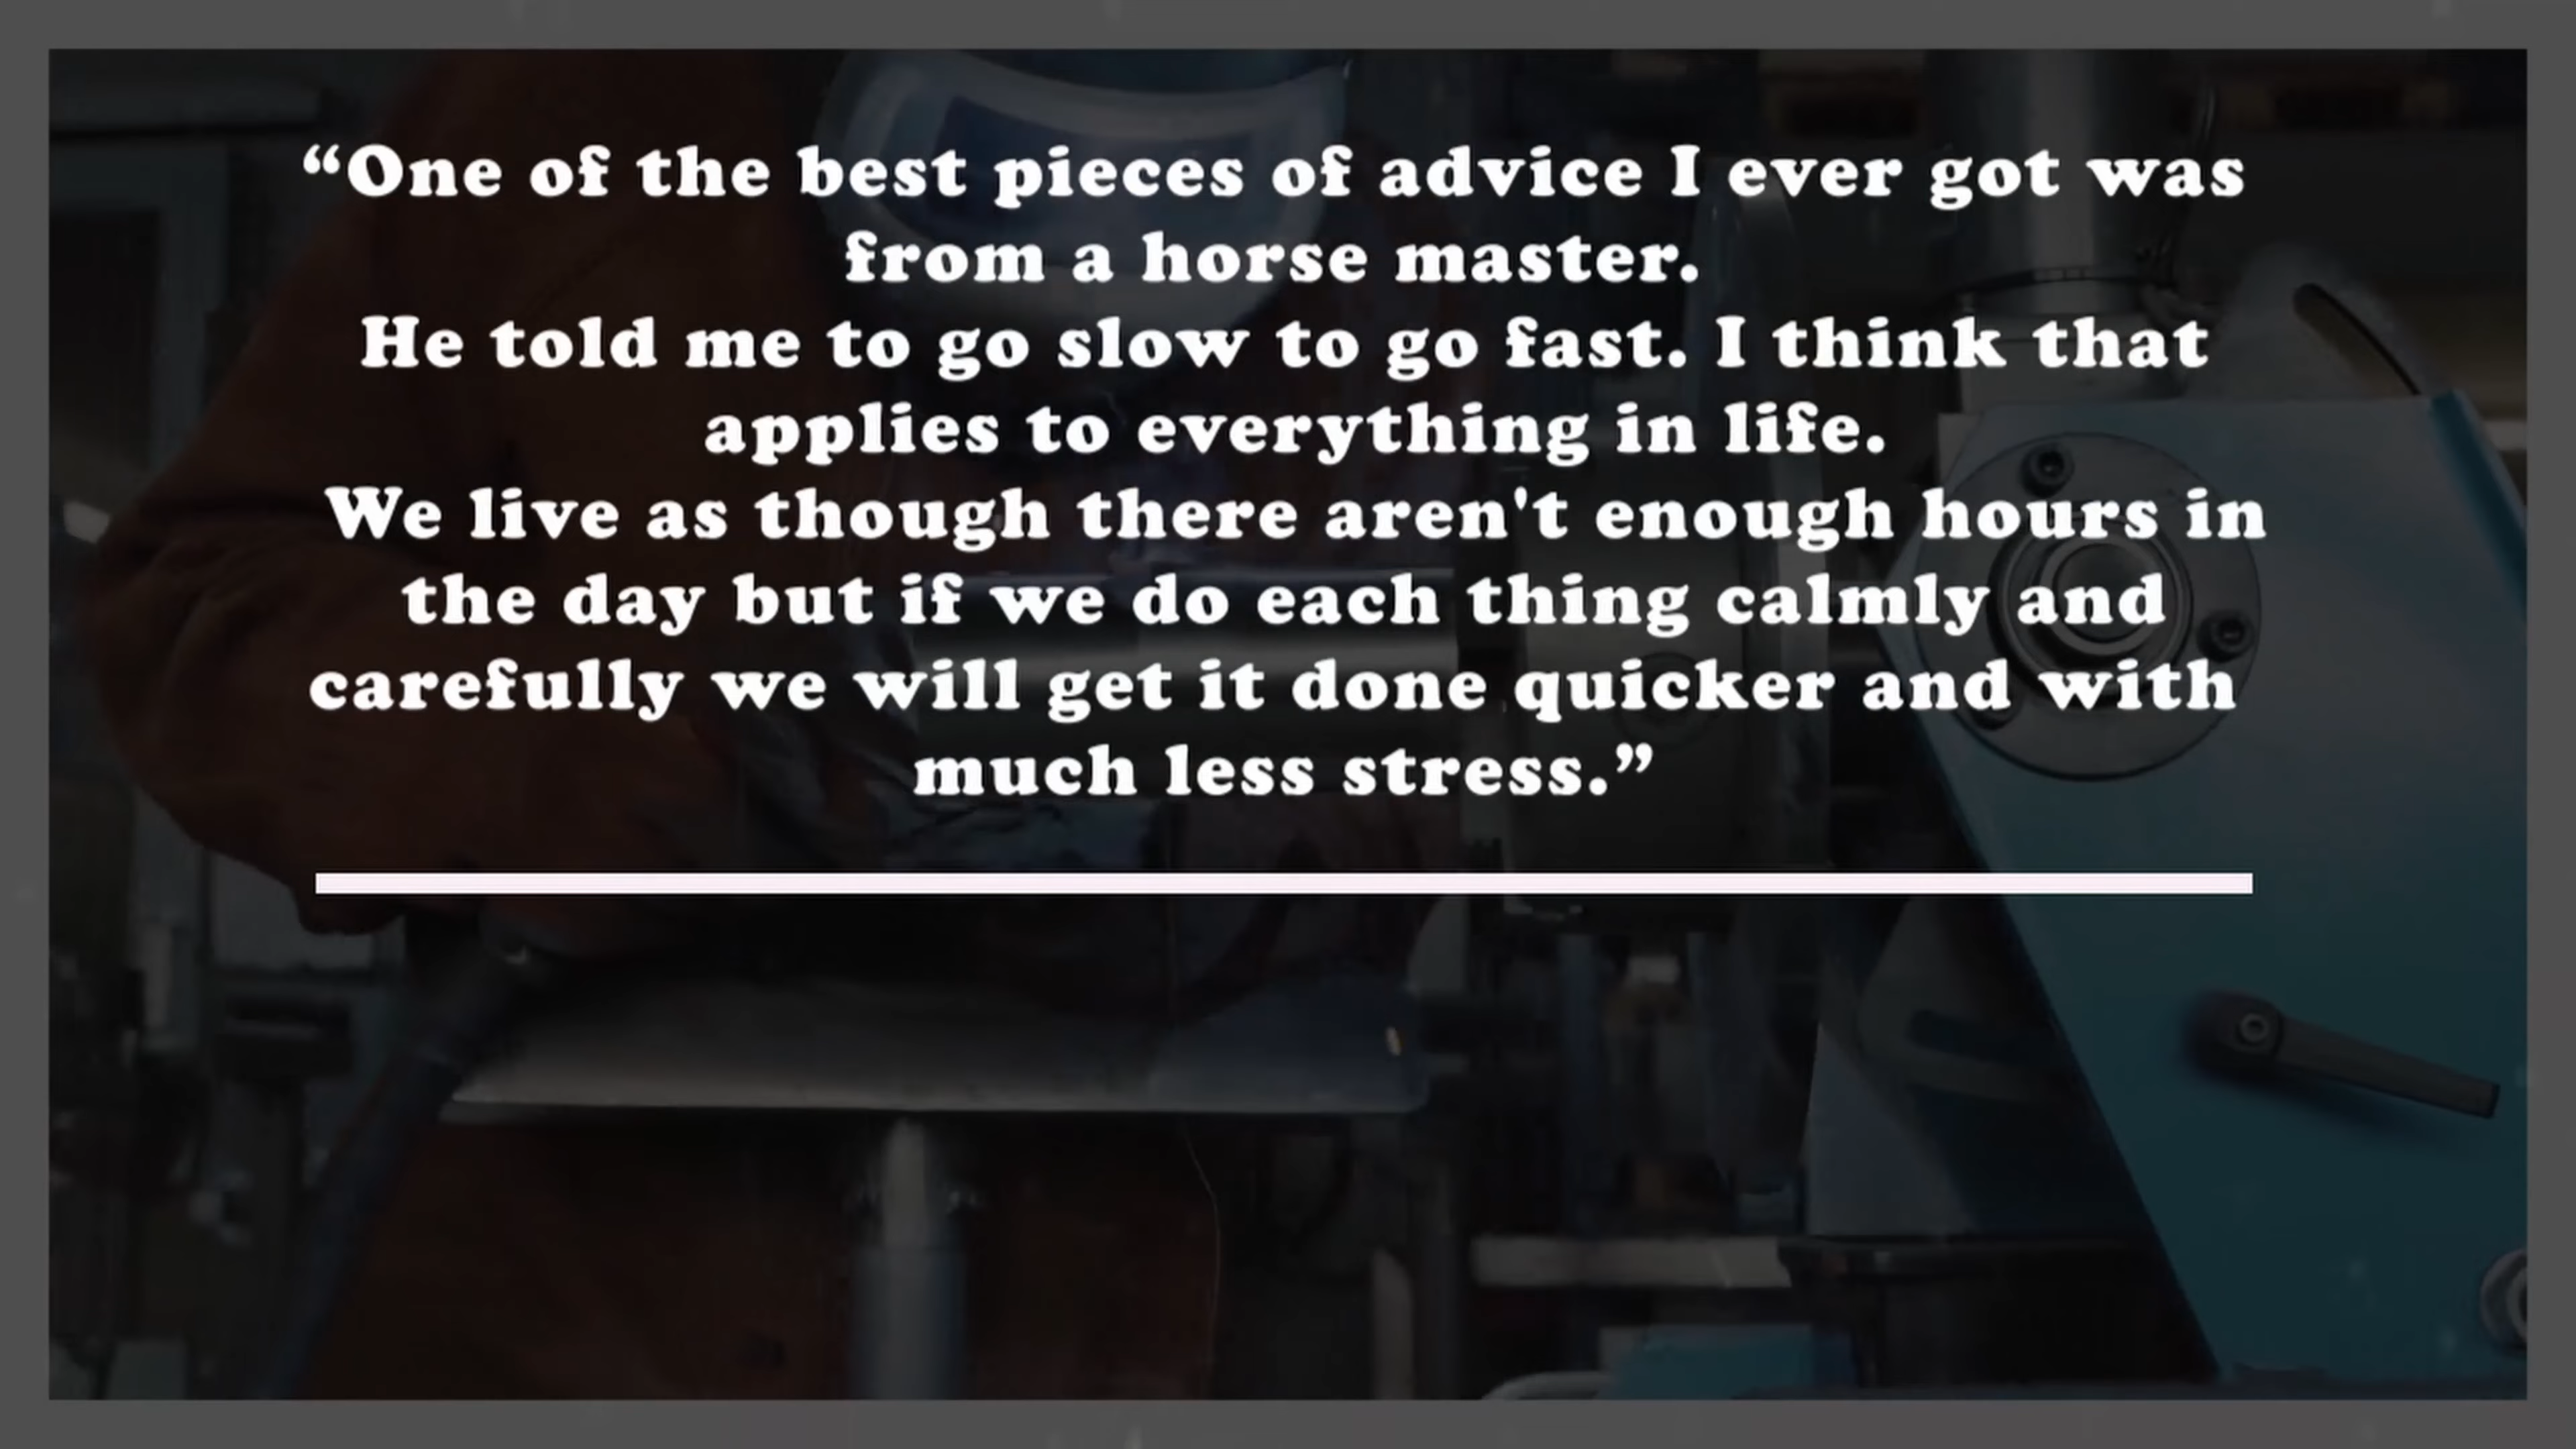 “One of the best pieces of advice I ever got was
from a horse master.
He told me to go slow to go fast. I think that
applies to everything in life.
We live as though there aren't enough hours in
the day but if we do each thing calmly and
carefully we will get it done quicker and with
much less stress.”